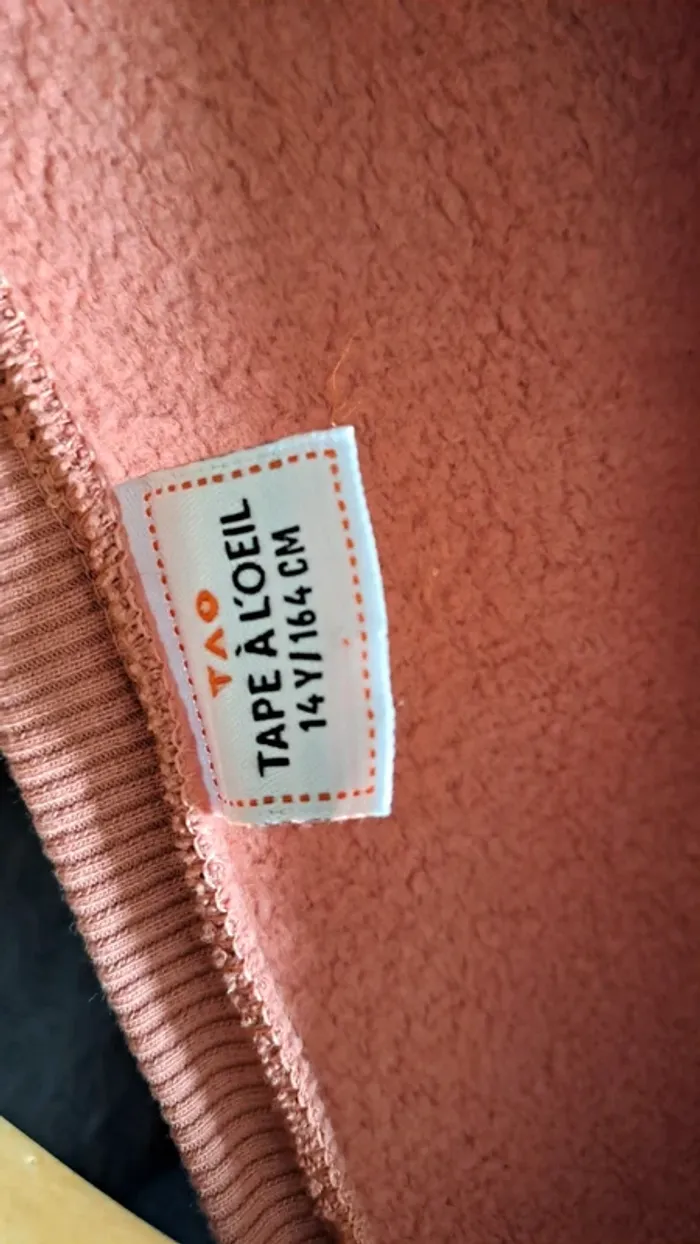 TAO
TAPE À L'OEIL
14Y/164 CM